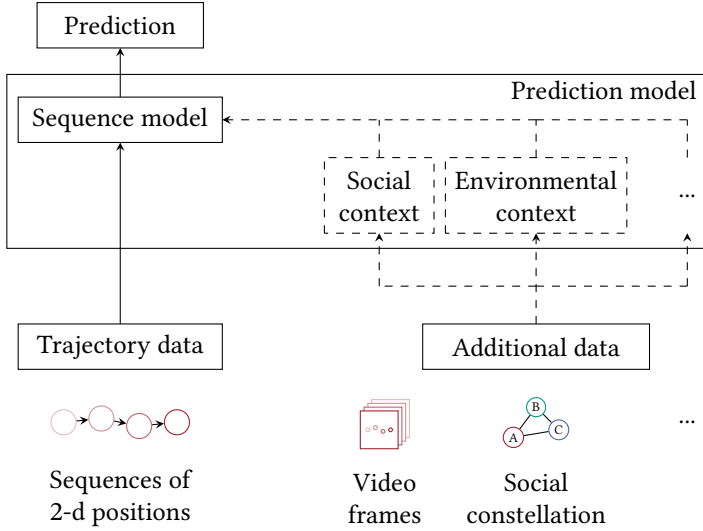 Prediction
Prediction model
Sequence model
Social
context
Environmental
context
...
Trajectory data
Additional data
A
B
C
...
Sequences of
2-d positions
Video
frames
Social
constellation